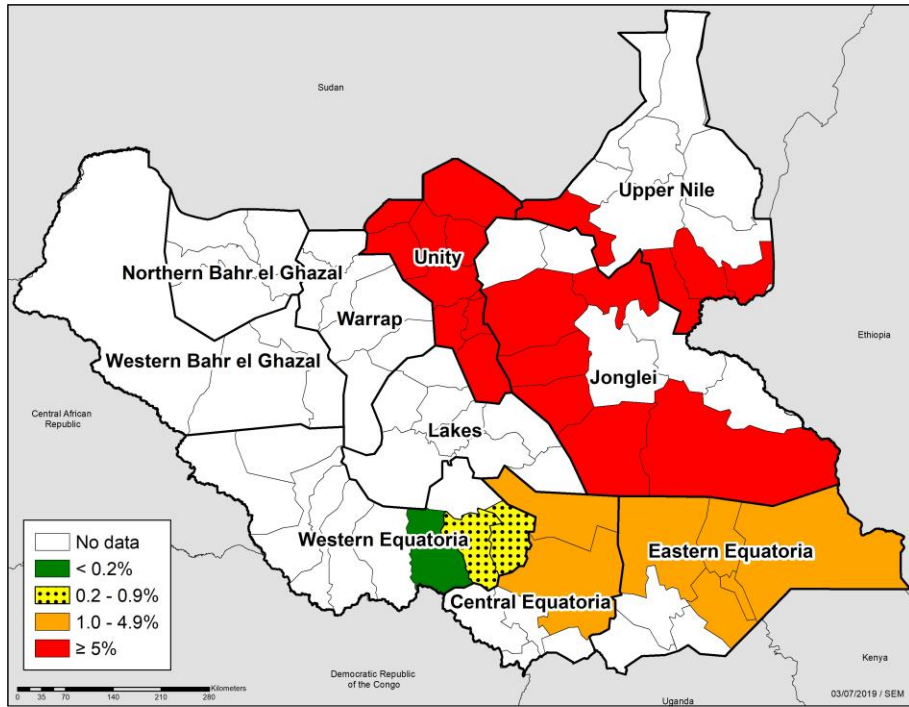 Sudan
Upper Nile
Unity
Northern Bahr el Ghazal
Warrap
Ethiopia
Western Bahr el Ghazal
Jonglei
Central African
Republic
Lakes
No data
< 0.2%
0.2 - 0.9%
1.0 - 4.9%
≥ 5%
Western Equatoria
Eastern Equatoria
Central Equatoria
Kenya
Democratic Republic
of the Congo
Kilometers
0 35 70 140 210 280
03/07/2019 / SEM
Uganda